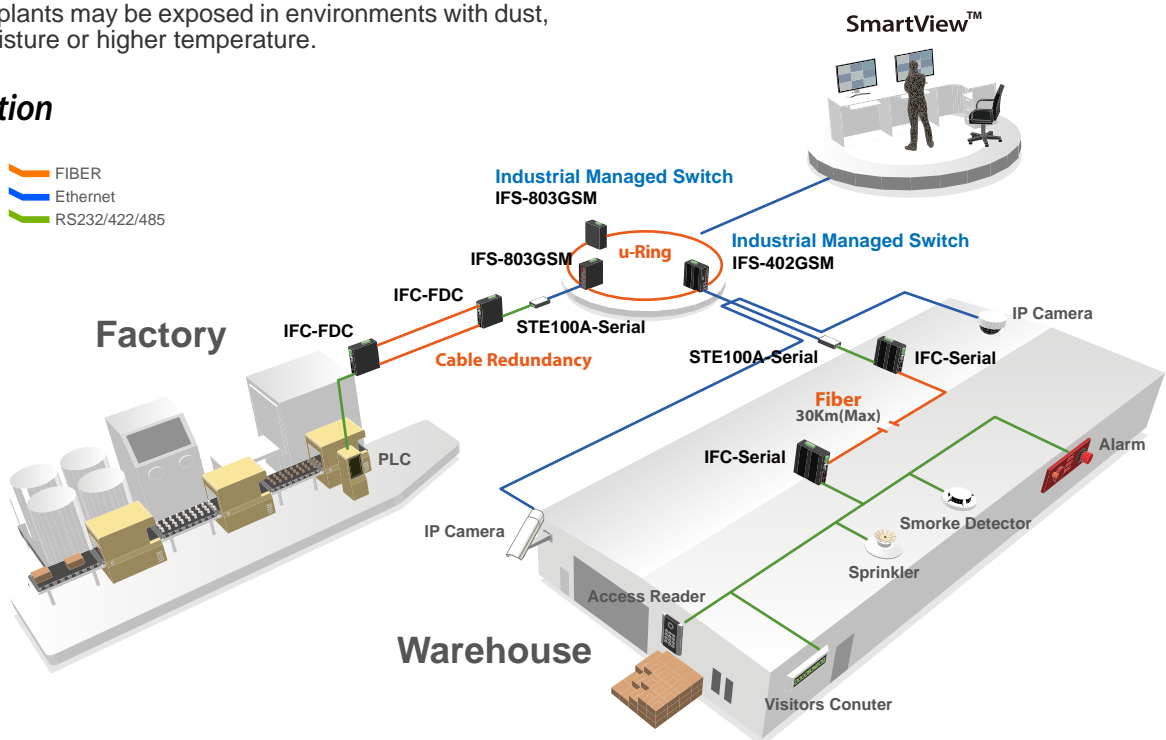 plants may be exposed in environments with dust,
isture or higher temperature.
SmartView™
tion
FIBER
Ethernet
RS232/422/485
Industrial Managed Switch
IFS-803GSM
u-Ring
Industrial Managed Switch
IFS-402GSM
IFS-803GSM
IFC-FDC
IFC-FDC
STE100A-Serial
Cable Redundancy
Factory
IP Camera
STE100A-Serial
IFC-Serial
Fiber
30Km(Max)
IFC-Serial
Alarm
PLC
IP Camera
Smorke Detector
Sprinkler
Access Reader
Warehouse
Visitors Conuter